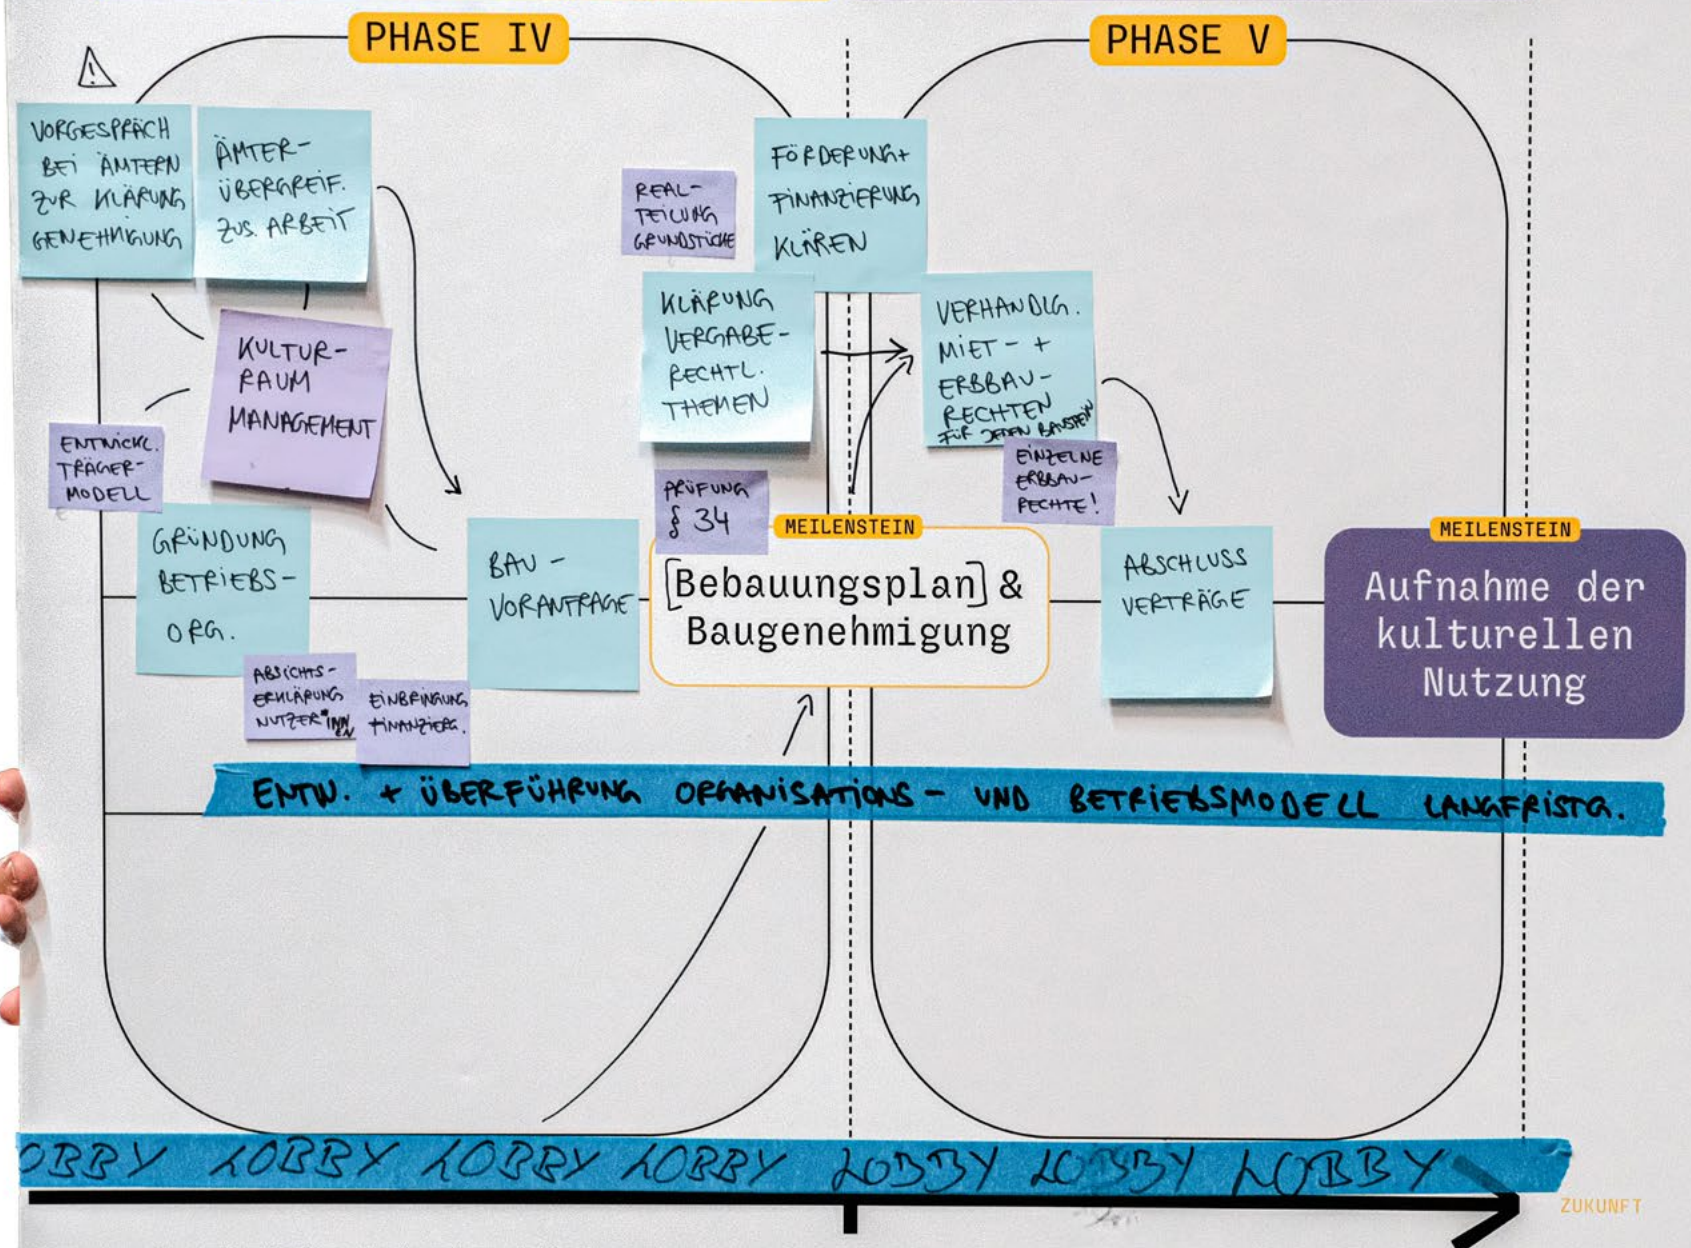 PHASE IV
PHASE V
VORGESPRÄCH
BEI ÄMTERN
ZUR KLÄRUNG
GENEHMIGUNG
ÄMTER-
ÜBERGREIF.
ZUS. ARBEIT
KULTUR-
RAUM
MANAGEMENT
ENTWICKL.
TRÄGER-
MODELL
GRÜNDUNG
BETRIEBS-
ORG.
ABSICHTS-
ERKLÄRUNG
NUTZER*INN
EN
EINBRINGUNG
FINANZIERG.
BAU-
VORANFRAGE
REAL-
TEILUNG
GRUNDSTÜCKE
FÖRDERUNG+
FINANZIERUNG
KLÄREN
KLÄRUNG
VERGABE-
RECHTL.
THEMEN
PRÜFUNG
§ 34
MEILENSTEIN
[Bebauungsplan] &
Baugenehmigung
VERHANDLG.
MIET- +
ERBBAU-
RECHTEN
FÜR JEDEN BAUSTEIN
EINZELNE
ERBBAU-
RECHTE!
ABSCHLUSS
VERTRÄGE
MEILENSTEIN
Aufnahme der
kulturellen
Nutzung
ENTW. + ÜBERFÜHRUNG ORGANISATIONS- UND BETRIEBSMODELL LANGFRISTG.
OBBY LOBBY LOBBY LOBBY LOBBY LOBBY LOBBY
ZUKUNFT